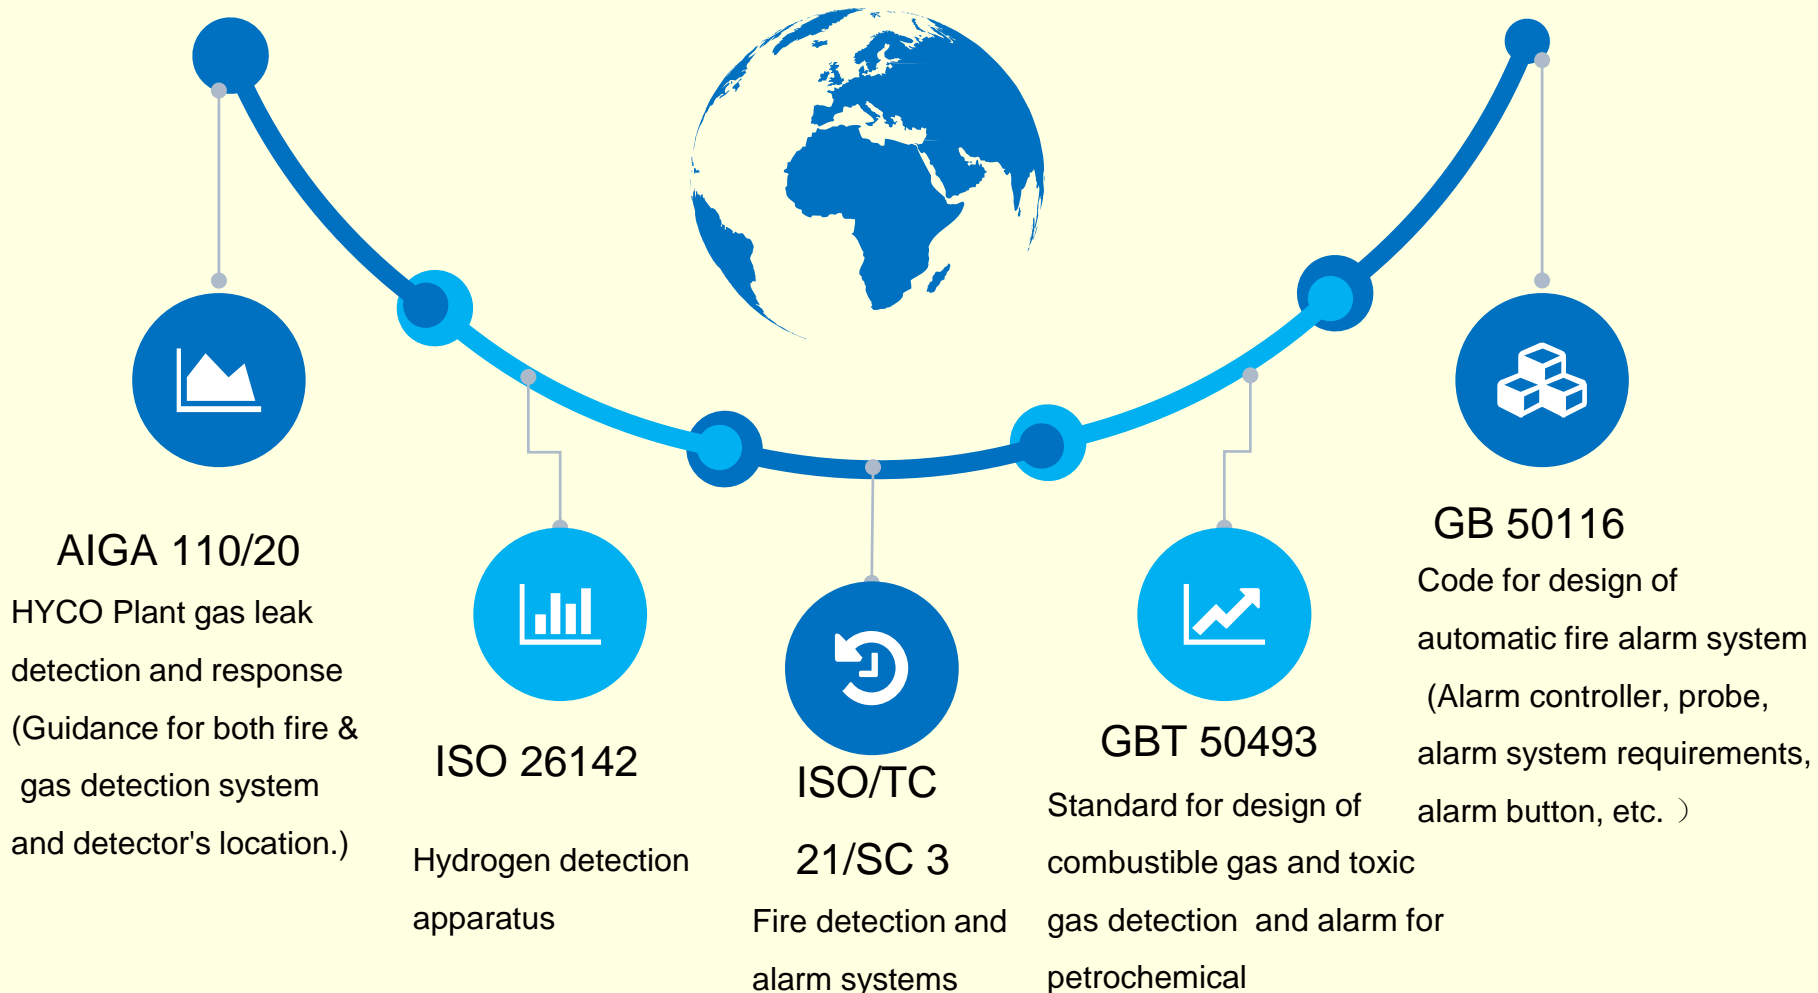 AIGA 110/20
HYCO Plant gas leak
detection and response
(Guidance for both fire &
gas detection system
and detector's location.)
ISO 26142
Hydrogen detection
apparatus
ISO/TC
21/SC 3
Fire detection and
alarm systems
GBT 50493
Standard for design of
combustible gas and toxic
gas detection and alarm for
petrochemical
GB 50116
Code for design of
automatic fire alarm system
(Alarm controller, probe,
alarm system requirements,
alarm button, etc. ）